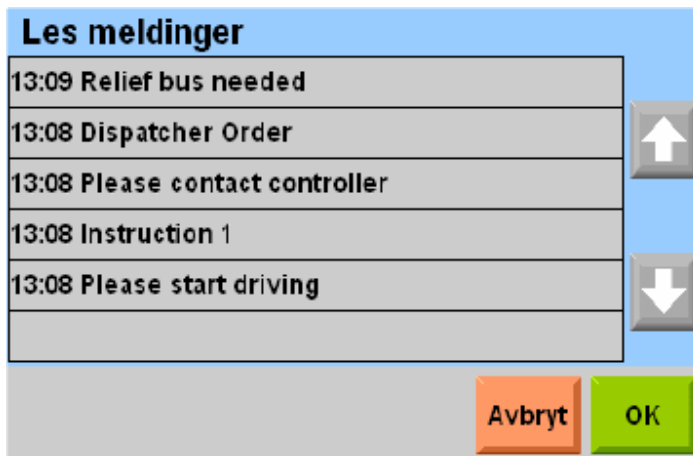 Les meldinger
13:09 Relief bus needed
13:08 Dispatcher Order
13:08 Please contact controller
13:08 Instruction 1
13:08 Please start driving
Avbryt OK